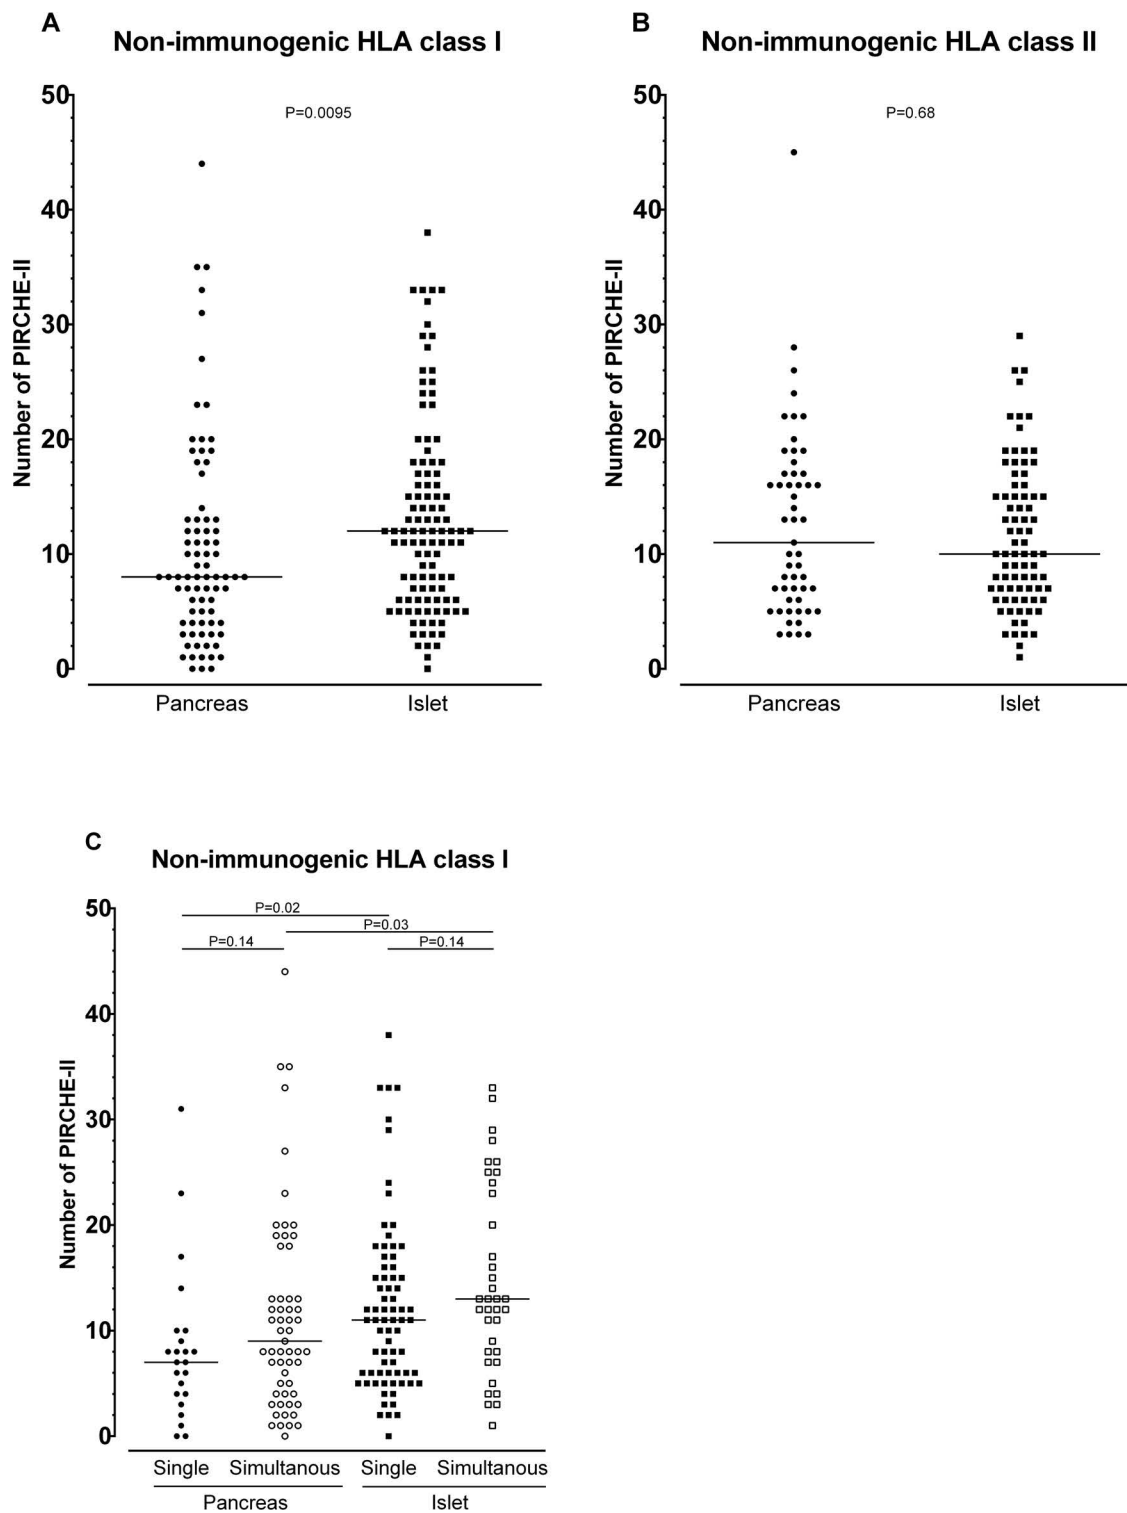 A
Non-immunogenic HLA class I
P=0.0095
50
40
30
20
10
0
Number of PIRCHE-II
Pancreas
Islet
B
Non-immunogenic HLA class II
P=0.68
50
40
30
20
10
0
Number of PIRCHE-II
Pancreas
Islet
C
Non-immunogenic HLA class I
P=0.02
P=0.03
P=0.14
P=0.14
50
40
30
20
10
0
Number of PIRCHE-II
Single Simultanous Single Simultanous
Pancreas Islet